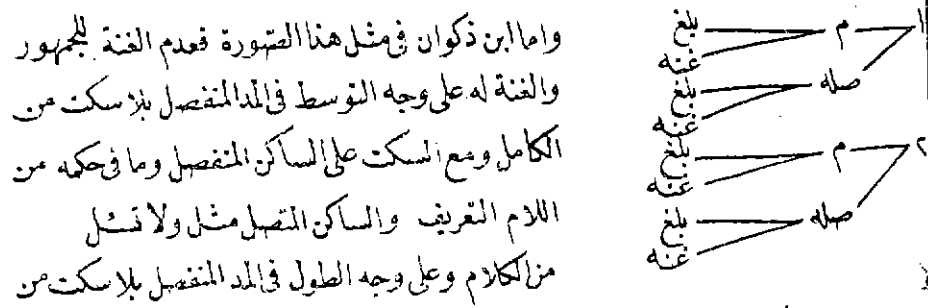 واما ابن ذكوان في مثل هذا الصورة فعدم الغنة للجمهور
والغنة له على وجه التوسط في المد المنفصل بلا سكت من
الكامل ومع السكت على الساكن المنفصل وما في حكمه من
اللام التعريف والساكن المتصل مثل ولا تسئل
من الكلام وعلى وجه الطول في المد المنفصل بلا سكت من
١ م بلغ
غنه
صله بلغ
غنه
٢ م بلغ
غنه
صله بلغ
غنه